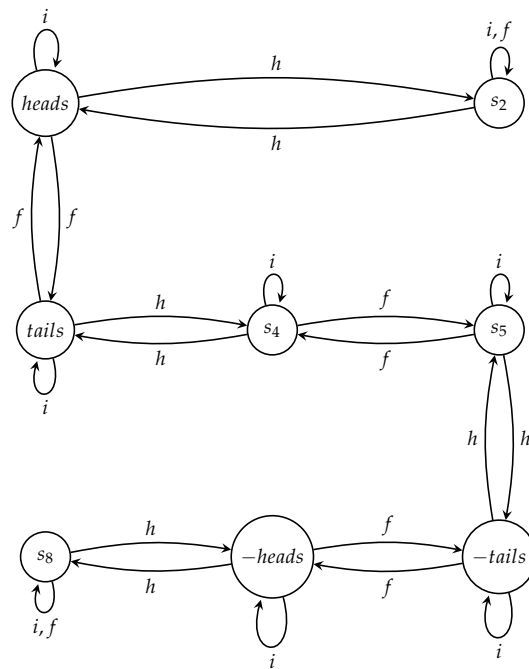 i i, f
heads h s₂
h
f f
i i
tails h s₄ f s₅
h f
i
h h
s₈ h −heads f −tails
h f
i, f i i